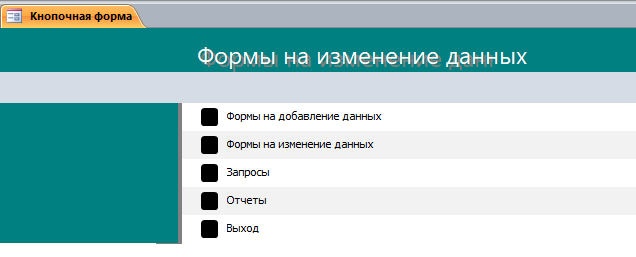 Кнопочная форма
Формы на изменение данных
Формы на добавление данных
Формы на изменение данных
Запросы
Отчеты
Выход